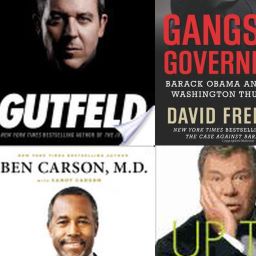 GUTFELD
NEW YORK TIMES BESTSELLING AUTHOR OF THE JO
GANGS
GOVERN
BARACK OBAMA AN
WASHINGTON THU
DAVID FRE
NEW YORK TIMES BESTSELL
THE CASE AGAINST BAR
NEW YORK TIMES
BEN CARSON, M.D.
WITH CANDY CARSON
UP T